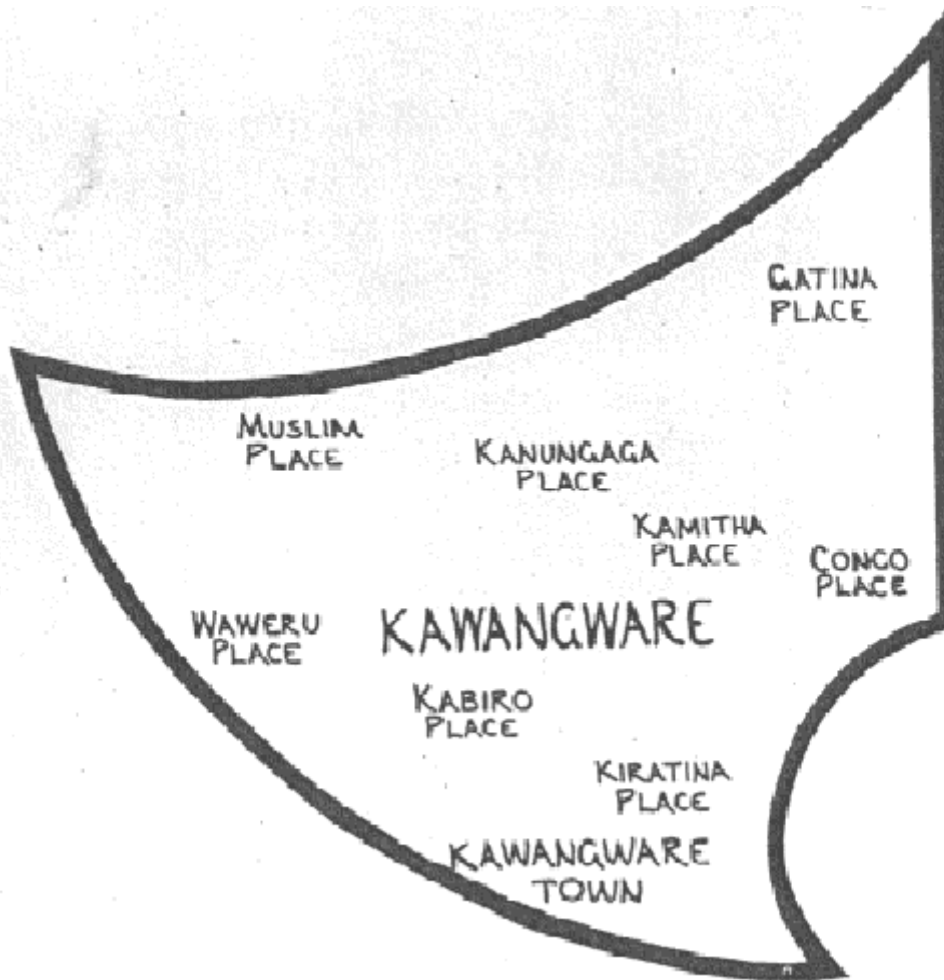 GATINA
PLACE
MUSLIM
PLACE
KANUNGAGA
PLACE
KAMITHA
PLACE
CONGO
PLACE
WAWERU
PLACE
KAWANGWARE
KABIRO
PLACE
KIRATINA
PLACE
KAWANGWARE
TOWN